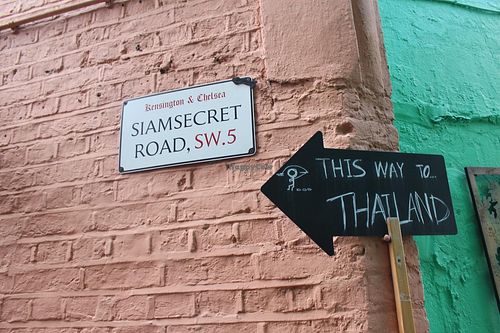 Kensington & Chelsea
SIAMSECRET
ROAD, SW.5
THIS WAY TO...
THAILAND